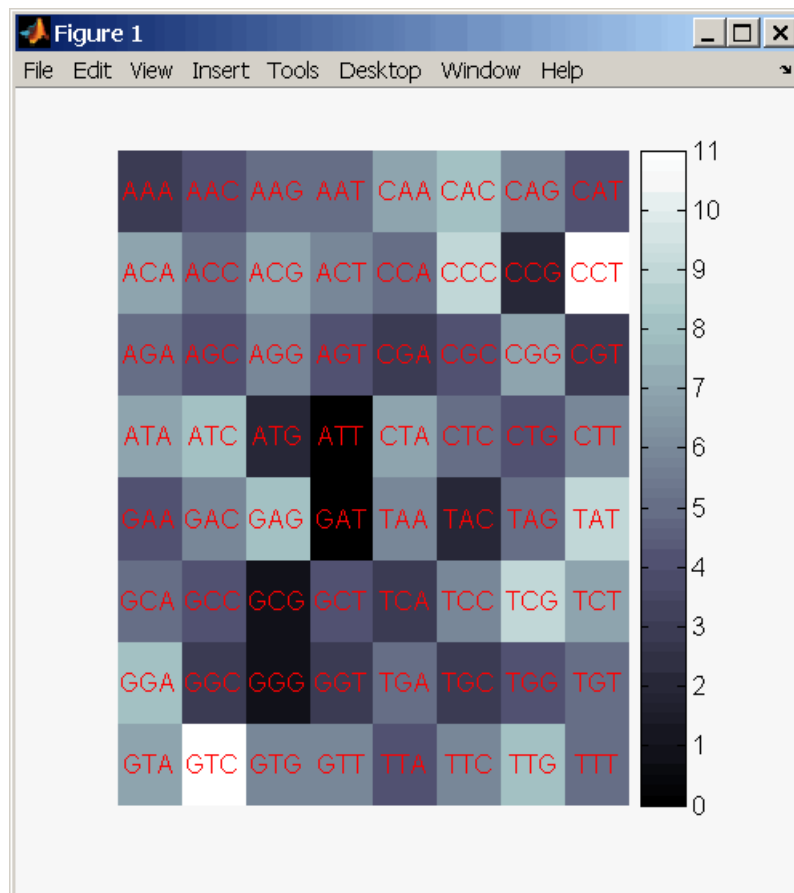 Figure 1
File Edit View Insert Tools Desktop Window Help
AAA AAC AAG AAT CAA CAC CAG CAT
ACA ACC ACG ACT CCA CCC CCG CCT
AGA AGC AGG AGT CGA CGC CGG CGT
ATA ATC ATG ATT CTA CTC CTG CTT
GAA GAC GAG GAT TAA TAC TAG TAT
GCA GCC GCG GCT TCA TCC TCG TCT
GGA GGC GGG GGT TGA TGC TGG TGT
GTA GTC GTG GTT TTA TTC TTG TTT
11
10
9
8
7
6
5
4
3
2
1
0